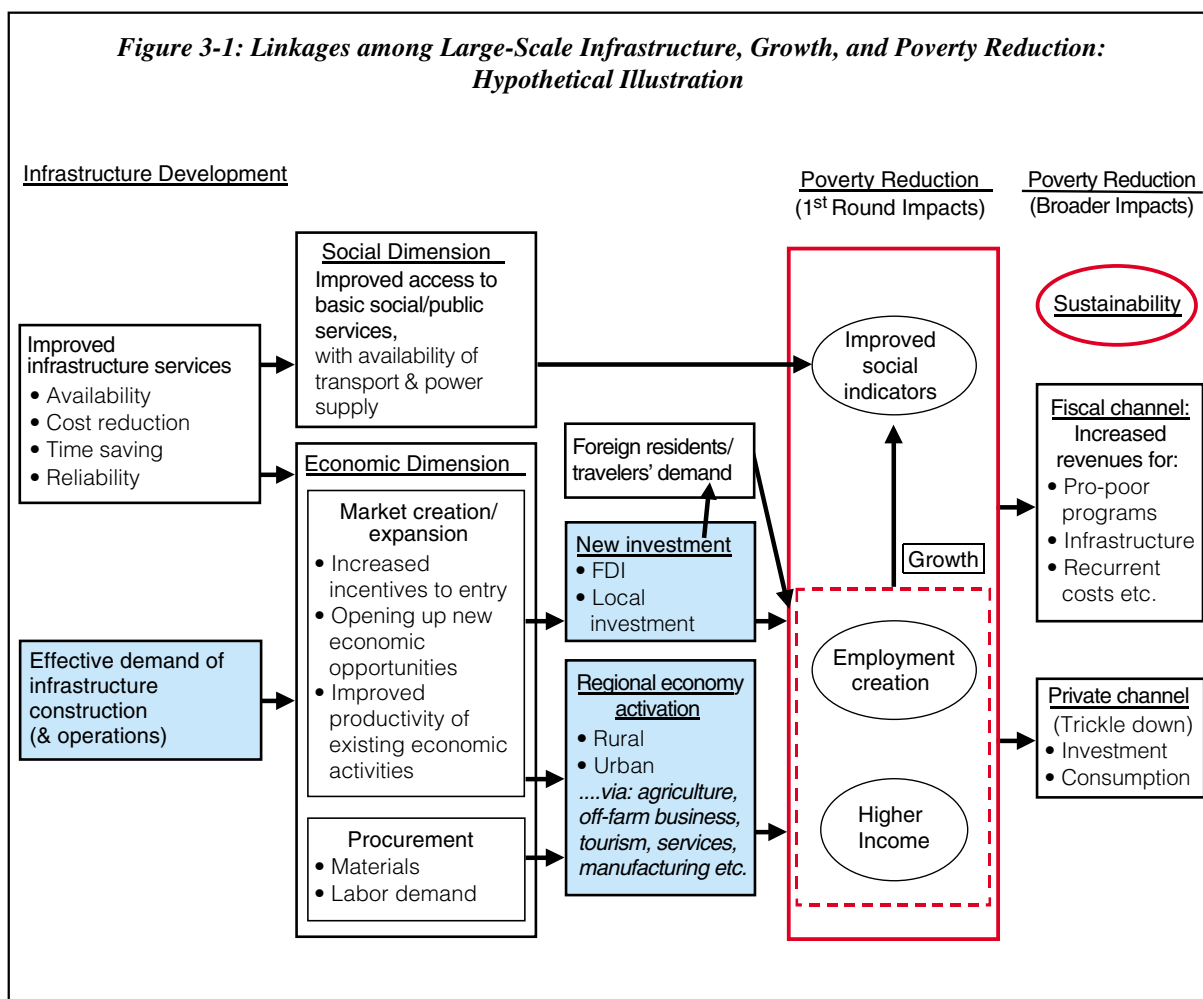 Figure 3-1: Linkages among Large-Scale Infrastructure, Growth, and Poverty Reduction:
Hypothetical Illustration
Infrastructure Development
Poverty Reduction
(1st Round Impacts)
Poverty Reduction
(Broader Impacts)
Improved
infrastructure services
• Availability
• Cost reduction
• Time saving
• Reliability
Effective demand of
infrastructure
construction
(& operations)
Social Dimension
Improved access to
basic social/public
services,
with availability of
transport & power
supply
Economic Dimension
Market creation/
expansion
• Increased
incentives to entry
• Opening up new
economic
opportunities
• Improved
productivity of
existing economic
activities
Procurement
• Materials
• Labor demand
Foreign residents/
travelers' demand
New investment
• FDI
• Local
investment
Regional economy
activation
• Rural
• Urban
....via: agriculture,
off-farm business,
tourism, services,
manufacturing etc.
Improved
social
indicators
Growth
Employment
creation
Higher
Income
Sustainability
Fiscal channel:
Increased
revenues for:
• Pro-poor
programs
• Infrastructure
• Recurrent
costs etc.
Private channel
(Trickle down)
• Investment
• Consumption